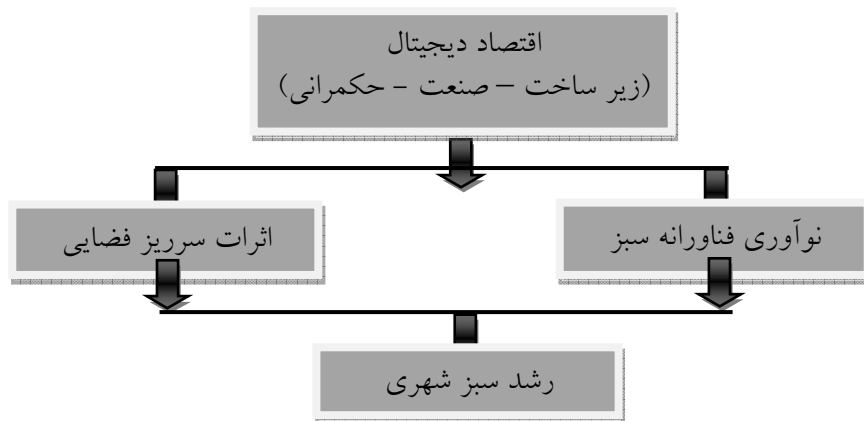 اقتصاد دیجیتال
(زیر ساخت – صنعت - حکمرانی)
نوآوری فناورانه سبز
اثرات سرریز فضایی
رشد سبز شهری